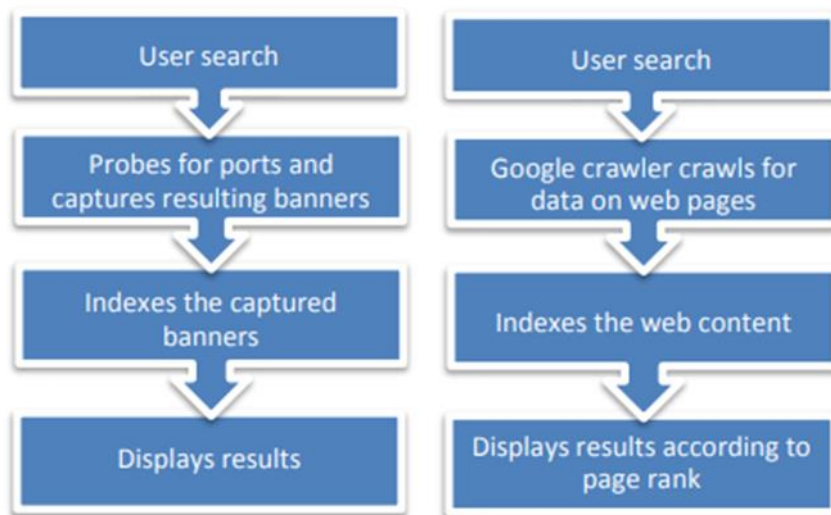 User search
Probes for ports and
captures resulting banners
Indexes the captured
banners
Displays results
User search
Google crawler crawls for
data on web pages
Indexes the web content
Displays results according to
page rank